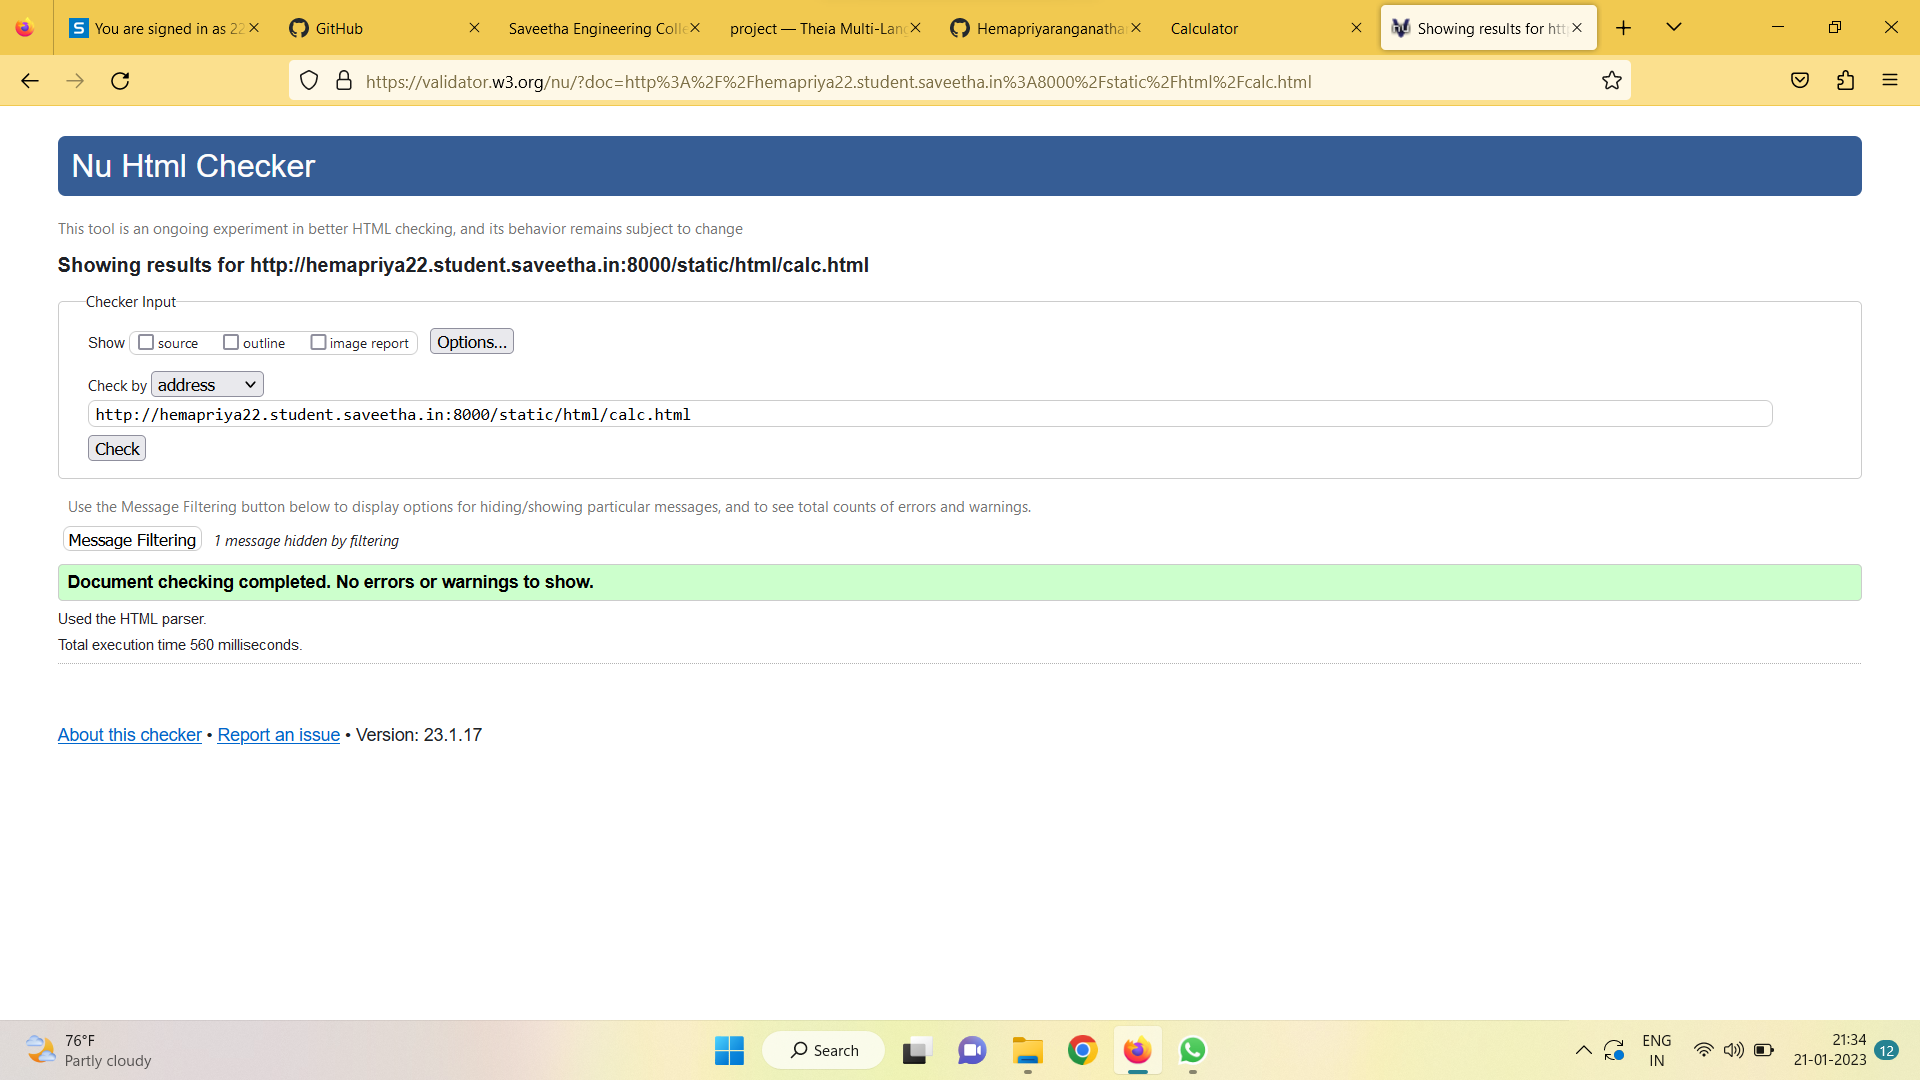 You are signed in as 22
GitHub
Saveetha Engineering Colle
project — Theia Multi-Lang
Hemapriyaranganathan
Calculator
Showing results for htt
https://validator.w3.org/nu/?doc=http%3A%2F%2Fhemapriya22.student.saveetha.in%3A8000%2Fstatic%2Fhtml%2Fcalc.html
Nu Html Checker
This tool is an ongoing experiment in better HTML checking, and its behavior remains subject to change
Showing results for http://hemapriya22.student.saveetha.in:8000/static/html/calc.html
Checker Input
Show source outline image report Options...
Check by address
http://hemapriya22.student.saveetha.in:8000/static/html/calc.html
Check
Use the Message Filtering button below to display options for hiding/showing particular messages, and to see total counts of errors and warnings.
Message Filtering 1 message hidden by filtering
Document checking completed. No errors or warnings to show.
Used the HTML parser.
Total execution time 560 milliseconds.
About this checker • Report an issue • Version: 23.1.17
76°F
Partly cloudy
Search
ENG
IN
21:34
21-01-2023
12